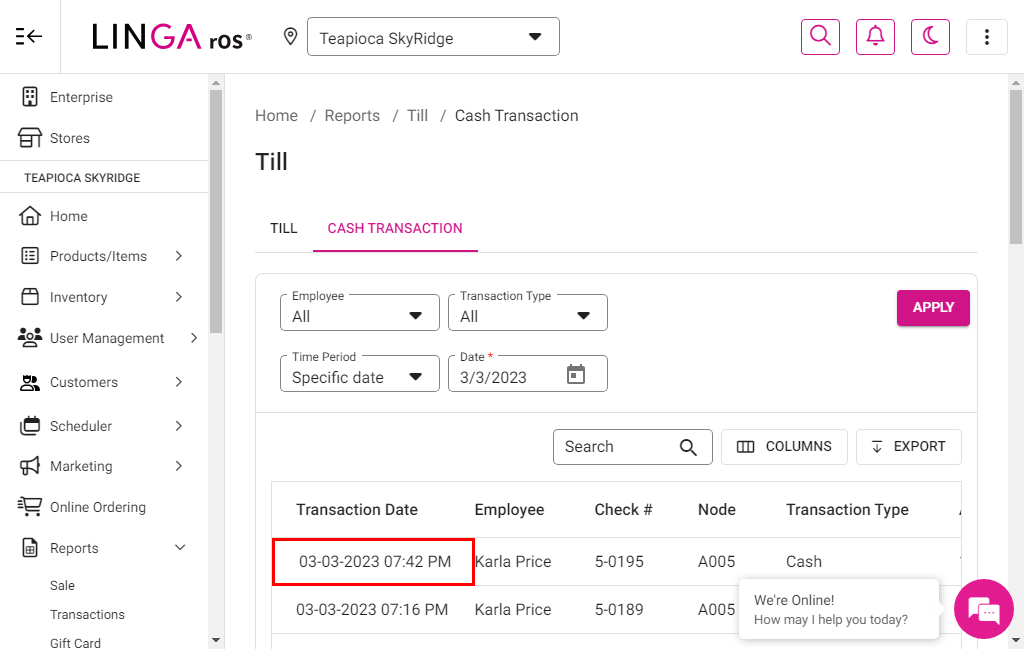 LINGA ros®
Teapioca SkyRidge
Enterprise
Stores
TEAPIOCA SKYRIDGE
Home
Products/Items
Inventory
User Management
Customers
Scheduler
Marketing
Online Ordering
Reports
Sale
Transactions
Gift Card
Home / Reports / Till / Cash Transaction
Till
TILL CASH TRANSACTION
Employee Transaction Type
All All
APPLY
Time Period Date *
Specific date 3/3/2023
Search COLUMNS EXPORT
Transaction Date Employee Check # Node Transaction Type
03-03-2023 07:42 PM Karla Price 5-0195 A005 Cash
03-03-2023 07:16 PM Karla Price 5-0189 A005
We're Online!
How may I help you today?